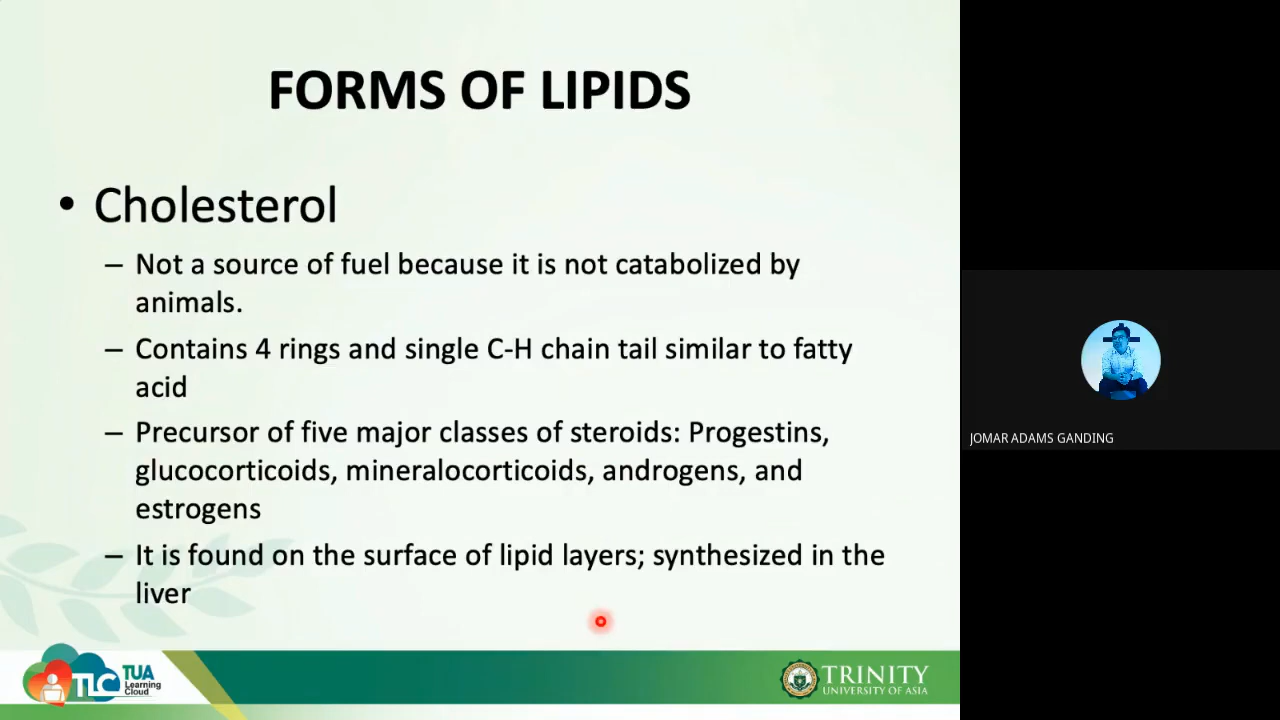 FORMS OF LIPIDS
• Cholesterol
– Not a source of fuel because it is not catabolized by
animals.
– Contains 4 rings and single C-H chain tail similar to fatty
acid
– Precursor of five major classes of steroids: Progestins,
glucocorticoids, mineralocorticoids, androgens, and
estrogens
– It is found on the surface of lipid layers; synthesized in the
liver
JOMAR ADAMS GANDING
TLC TUA
Learning
Cloud
TRINITY
UNIVERSITY OF ASIA